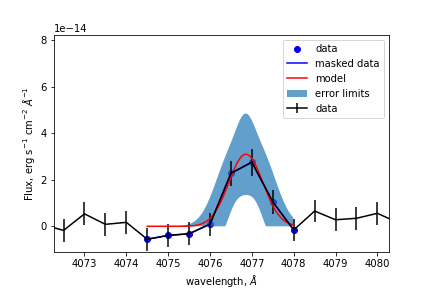 1e−14
8
6
4
2
0
4073 4074 4075 4076 4077 4078 4079 4080
wavelength, Å
Flux, erg s⁻¹ cm⁻² Å⁻¹
data
masked data
model
error limits
data